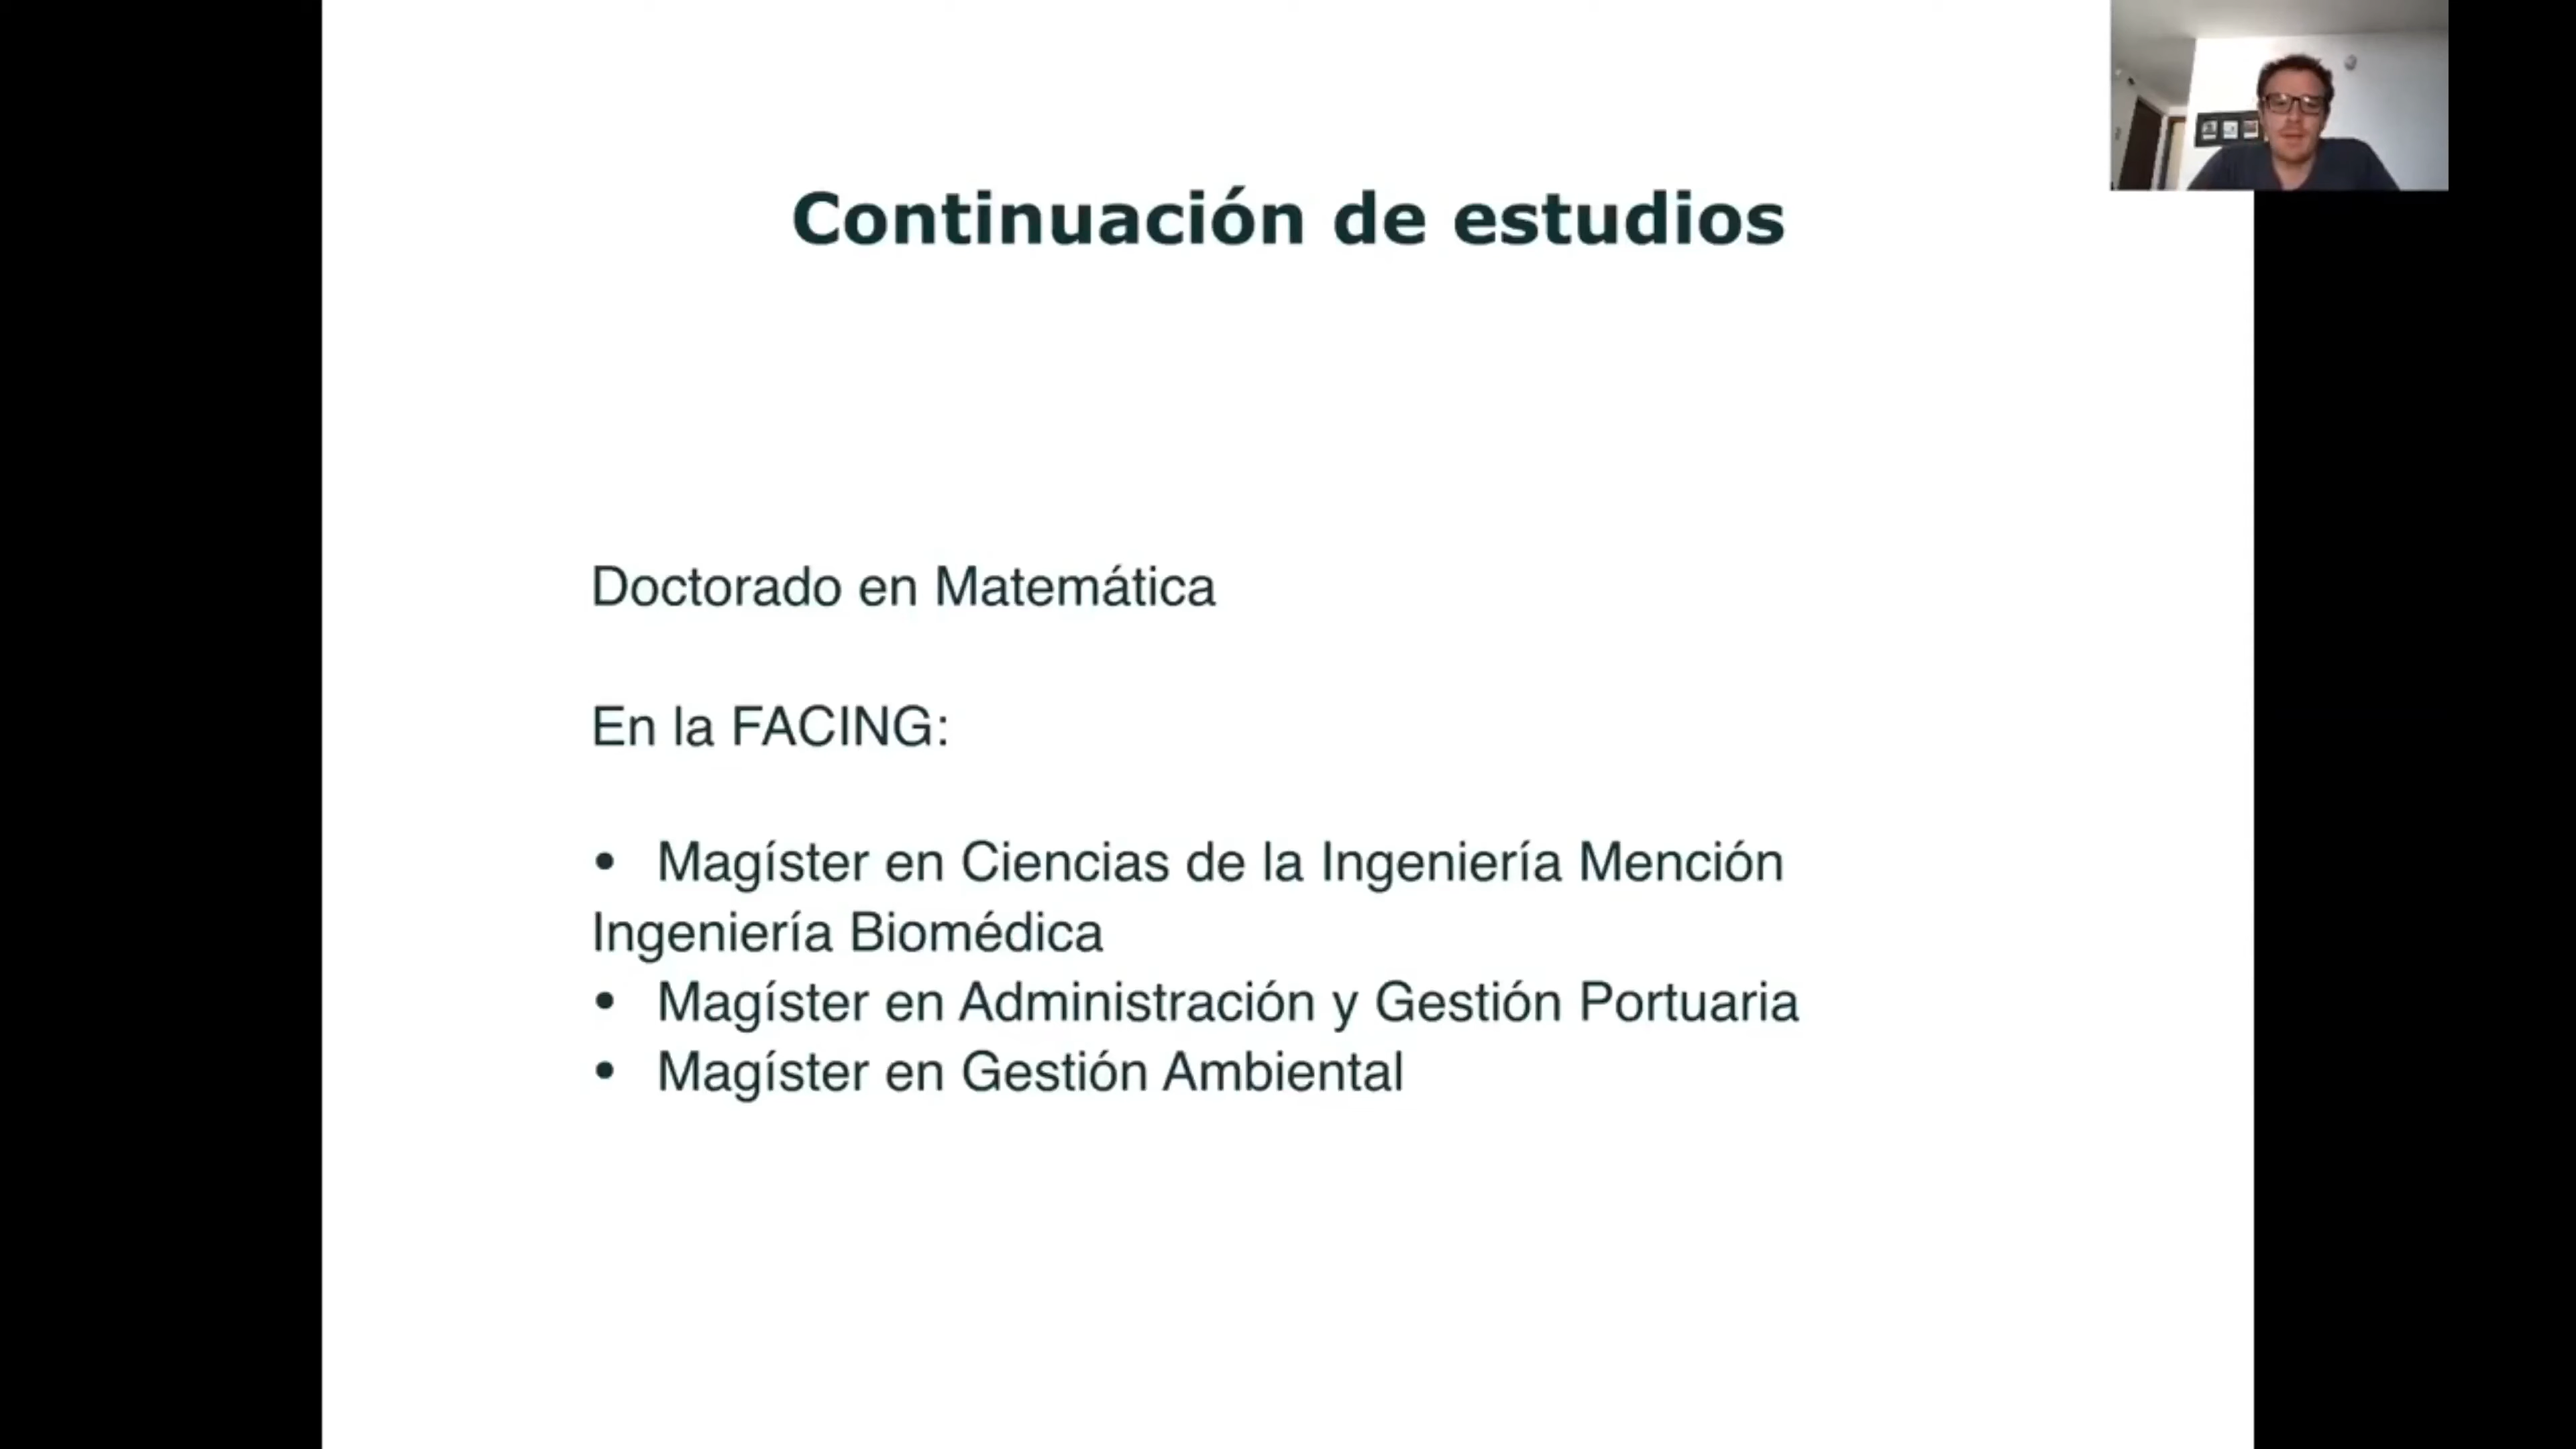 Continuación de estudios
Doctorado en Matemática
En la FACING:
• Magíster en Ciencias de la Ingeniería Mención
Ingeniería Biomédica
• Magíster en Administración y Gestión Portuaria
• Magíster en Gestión Ambiental